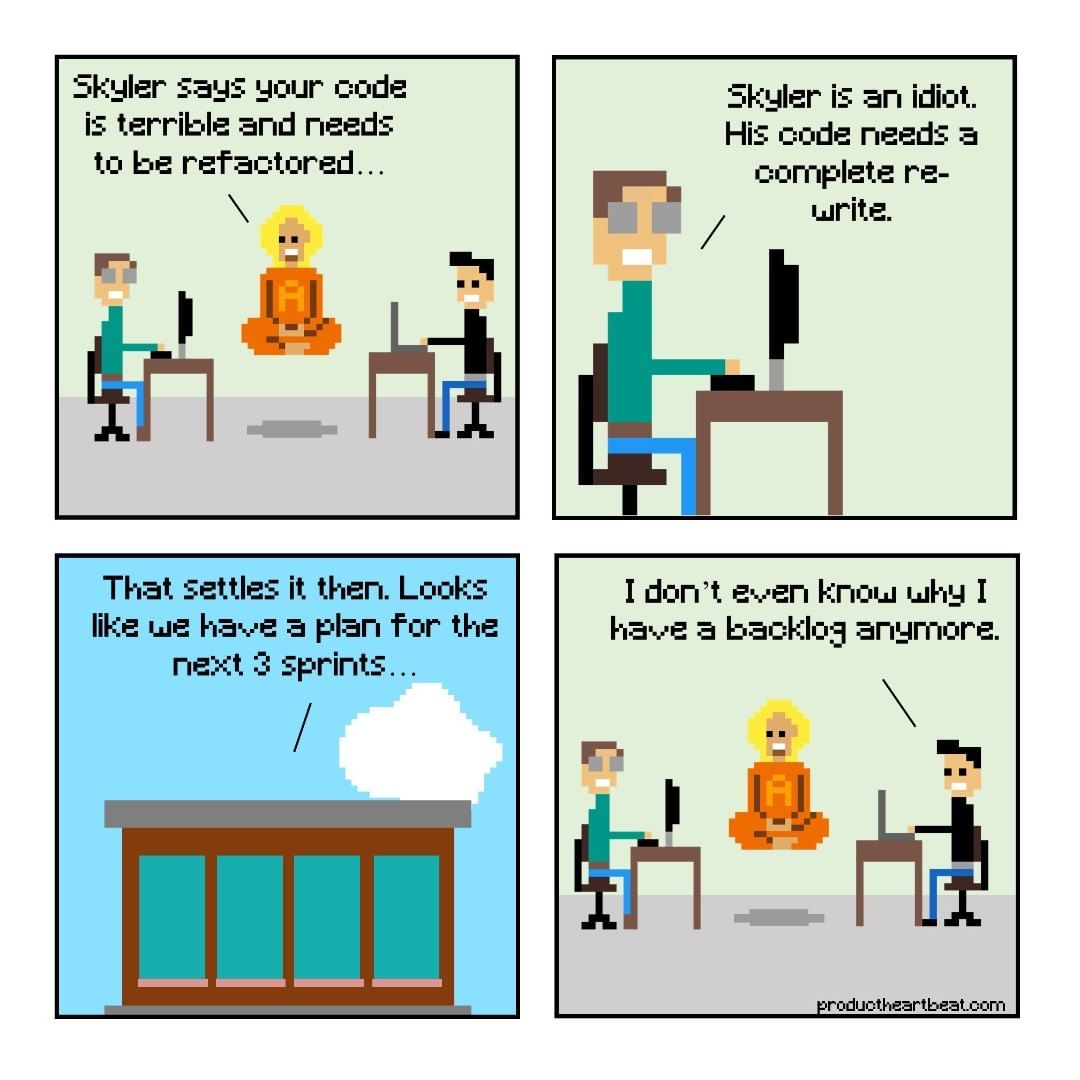 Skyler says your code
is terrible and needs
to be refactored...
Skyler is an idiot.
His code needs a
complete re-
write.
That settles it then. Looks
like we have a plan for the
next 3 sprints...
I don't even know why I
have a backlog anymore.
productheartbeat.com